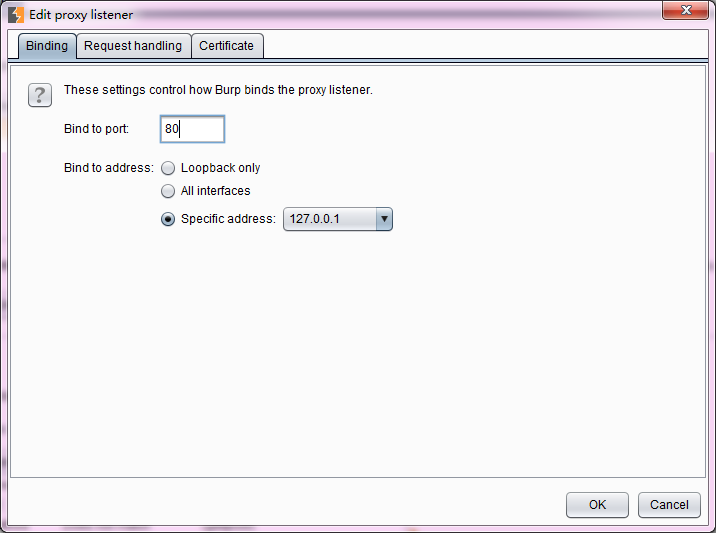 Edit proxy listener
Binding Request handling Certificate
? These settings control how Burp binds the proxy listener.
Bind to port: 80
Bind to address: Loopback only
All interfaces
Specific address: 127.0.0.1
OK Cancel